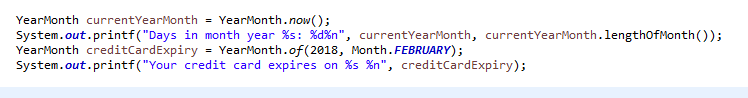 YearMonth currentYearMonth = YearMonth.now();
System.out.printf("Days in month year %s: %d%n", currentYearMonth, currentYearMonth.lengthOfMonth());
YearMonth creditCardExpiry = YearMonth.of(2018, Month.FEBRUARY);
System.out.printf("Your credit card expires on %s %n", creditCardExpiry);